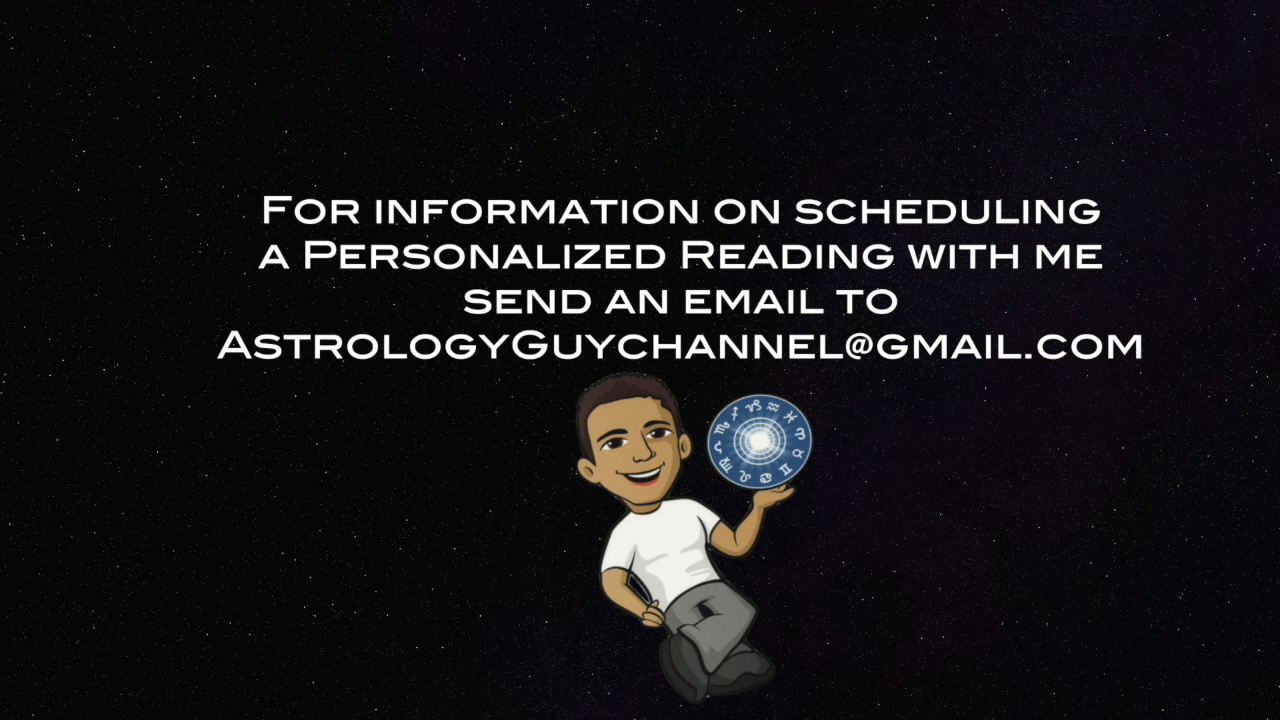 For information on scheduling
a Personalized Reading with me
send an email to
AstrologyGuychannel@gmail.com